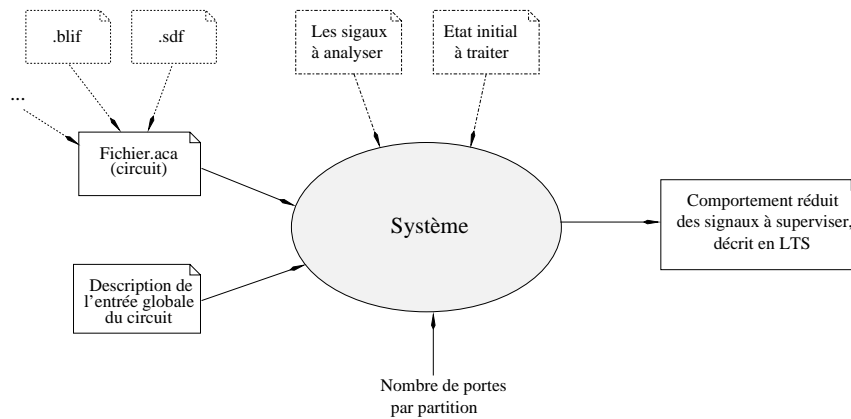 .blif
.sdf
Les sigaux
à analyser
Etat initial
à traiter
...
Fichier.aca
(circuit)
Système
Comportement réduit
des signaux à superviser,
décrit en LTS
Description de
l'entrée globale
du circuit
Nombre de portes
par partition